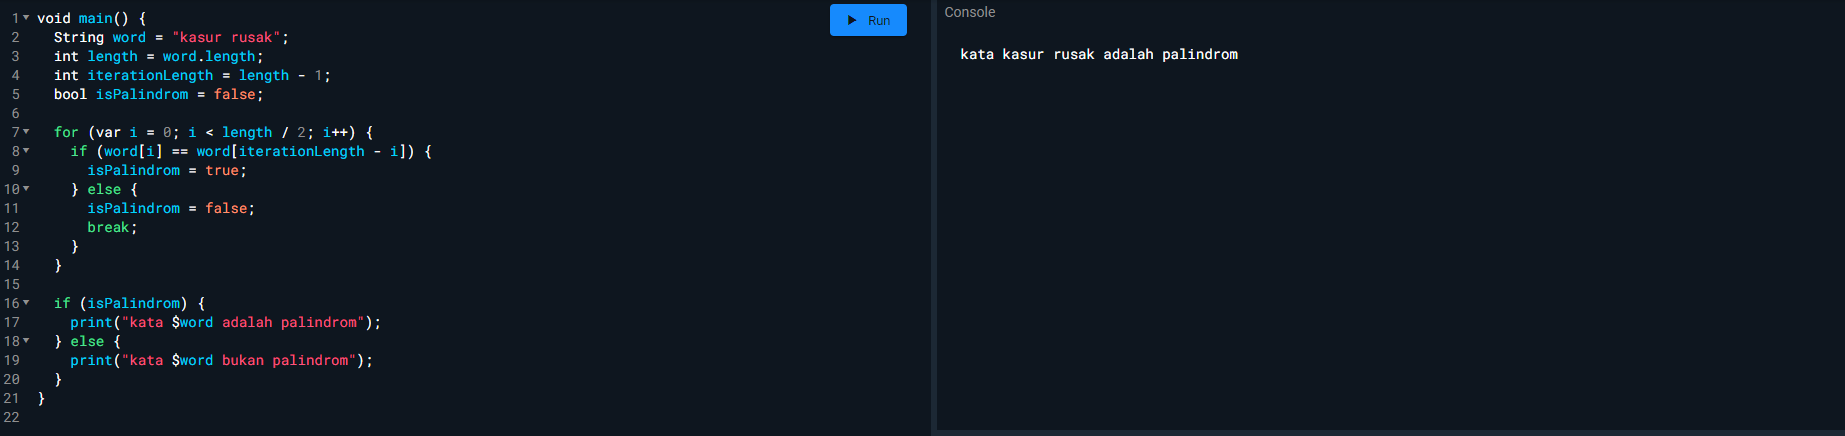 1 void main() {
2 String word = "kasur rusak";
3 int length = word.length;
4 int iterationLength = length - 1;
5 bool isPalindrom = false;
6
7 for (var i = 0; i < length / 2; i++) {
8 if (word[i] == word[iterationLength - i]) {
9 isPalindrom = true;
10 } else {
11 isPalindrom = false;
12 break;
13 }
14 }
15
16 if (isPalindrom) {
17 print("kata $word adalah palindrom");
18 } else {
19 print("kata $word bukan palindrom");
20 }
21 }
22
Run
Console
kata kasur rusak adalah palindrom